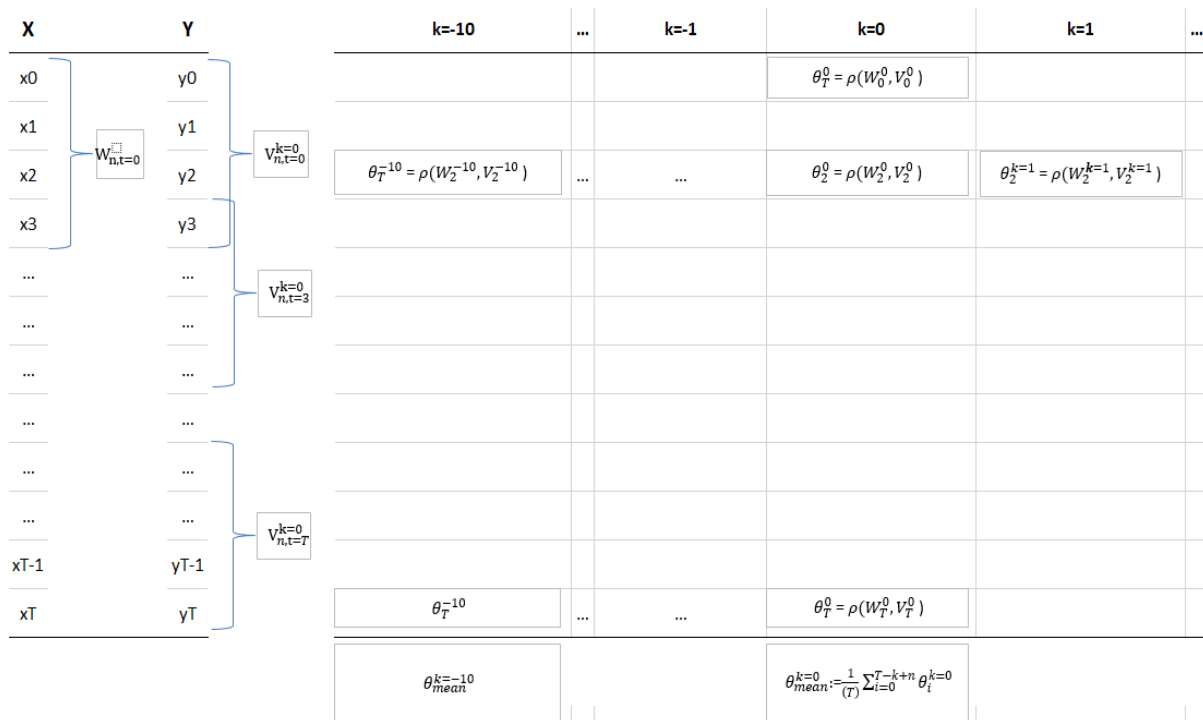 X Y k=-10 ... k=-1 k=0 k=1 ...
x0 y0 θ_T^0 = ρ(W_0^0, V_0^0 )
x1 y1
W_{n,t=0}^□ V_{n,t=0}^{k=0}
x2 y2 θ_T^{-10} = ρ(W_2^{-10}, V_2^{-10} ) ... ... θ_2^0 = ρ(W_2^0, V_2^0 ) θ_2^{k=1} = ρ(W_2^{k=1}, V_2^{k=1} )
x3 y3
... ...
V_{n,t=3}^{k=0}
... ...
... ...
... ...
... ...
... ...
V_{n,t=T}^{k=0}
xT-1 yT-1
xT yT θ_T^{-10} ... ... θ_T^0 = ρ(W_T^0, V_T^0 )
θ_{mean}^{k=-10} θ_{mean}^{k=0} := \frac{1}{(T)} ∑_{i=0}^{T-k+n} θ_i^{k=0}